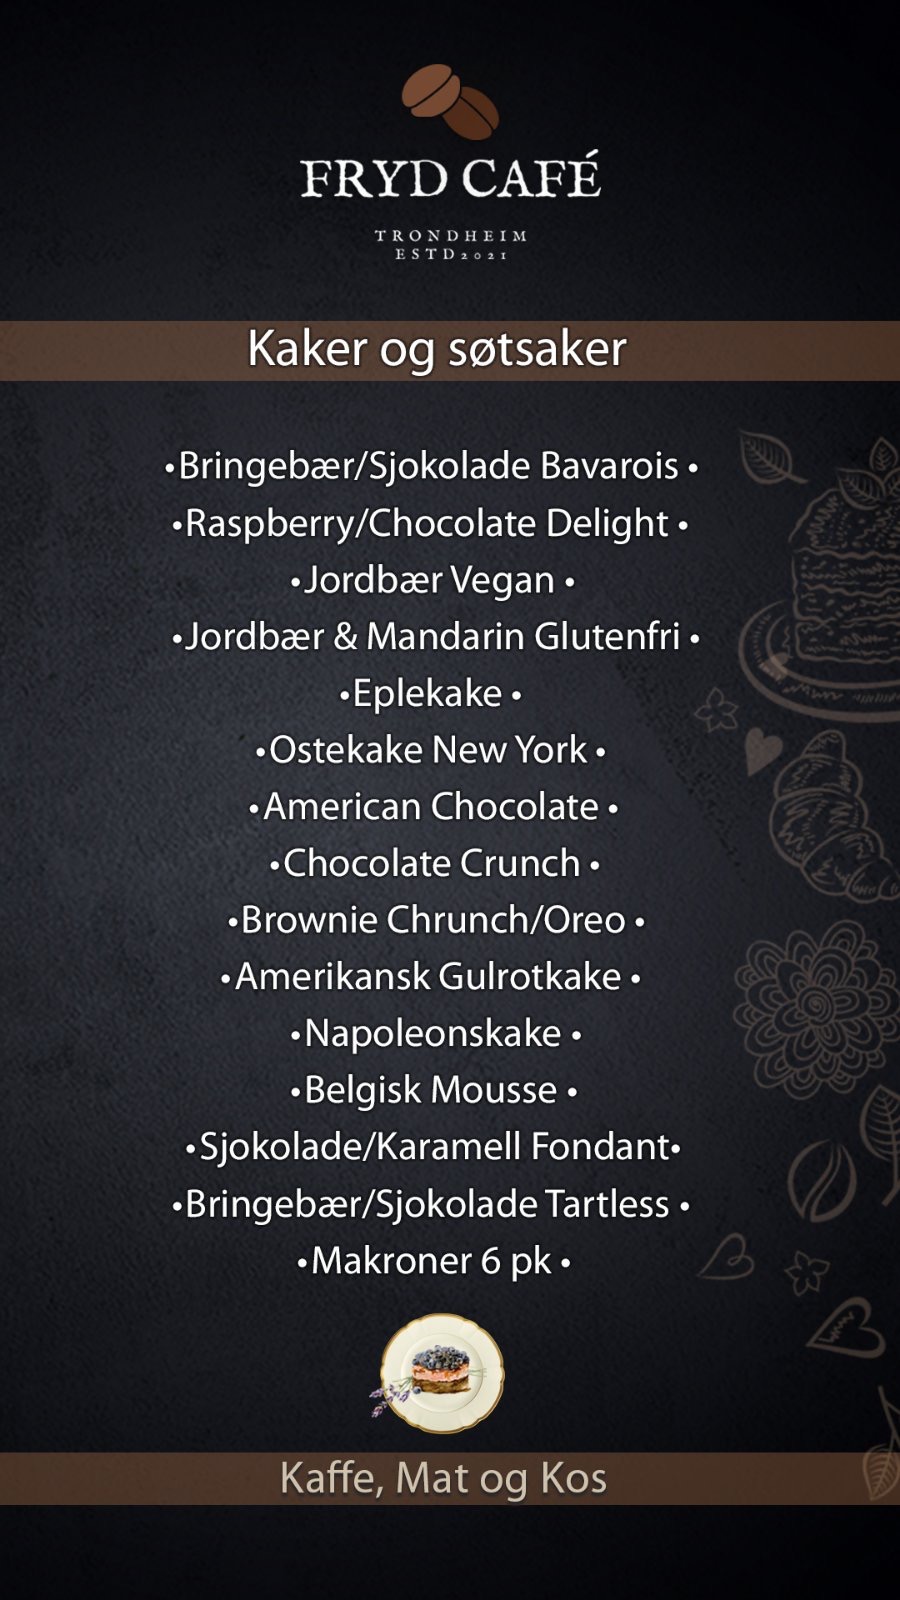 FRYD CAFÉ
TRONDHEIM
ESTD2021
Kaker og søtsaker
•Bringebær/Sjokolade Bavarois •
•Raspberry/Chocolate Delight •
•Jordbær Vegan •
•Jordbær & Mandarin Glutenfri •
•Eplekake •
•Ostekake New York •
•American Chocolate •
•Chocolate Crunch •
•Brownie Chrunch/Oreo •
•Amerikansk Gulrotkake •
•Napoleonskake •
•Belgisk Mousse •
•Sjokolade/Karamell Fondant•
•Bringebær/Sjokolade Tartless •
•Makroner 6 pk •
Kaffe, Mat og Kos